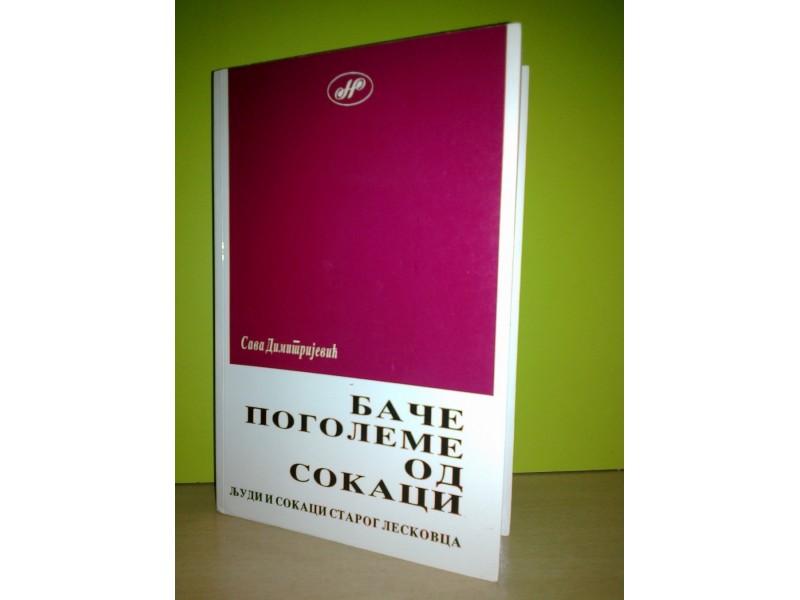 Н
Сава Димитријевић
БАЧЕ
ПОГОЛЕМЕ
ОД
СОКАЦИ
ЉУДИ И СОКАЦИ СТАРОГ ЛЕСКОВЦА